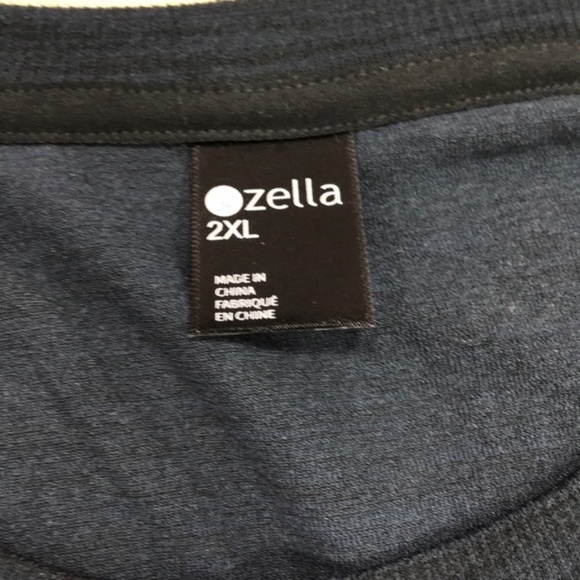 zella
2XL
MADE IN
CHINA
FABRIQUÉ
EN CHINE